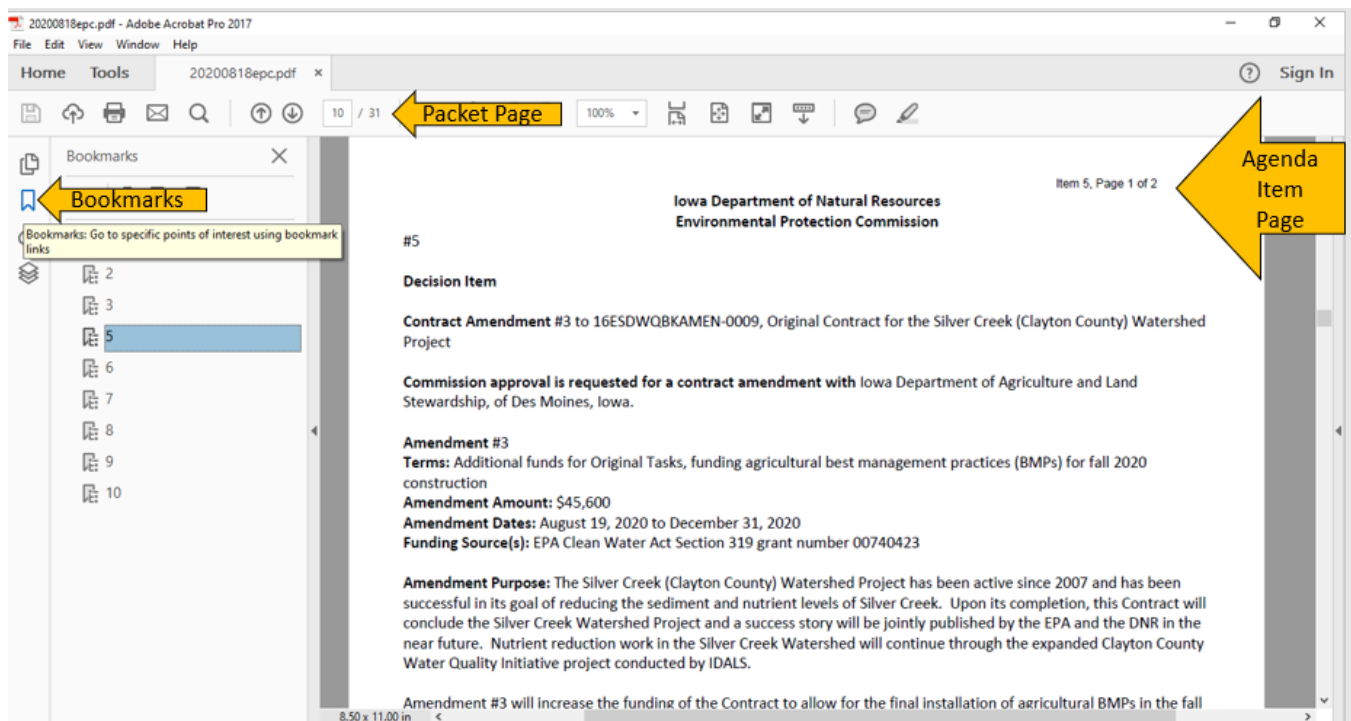 20200818epc.pdf - Adobe Acrobat Pro 2017
File Edit View Window Help
Home Tools 20200818epc.pdf × Sign In
10 / 31 Packet Page 100%
Bookmarks
Bookmarks
Bookmarks: Go to specific points of interest using bookmark
links
2
3
5
6
7
8
9
10
Agenda
Item
Page
Item 5, Page 1 of 2
Iowa Department of Natural Resources
Environmental Protection Commission
#5
Decision Item
Contract Amendment #3 to 16ESDWQBKAMEN-0009, Original Contract for the Silver Creek (Clayton County) Watershed
Project
Commission approval is requested for a contract amendment with Iowa Department of Agriculture and Land
Stewardship, of Des Moines, Iowa.
Amendment #3
Terms: Additional funds for Original Tasks, funding agricultural best management practices (BMPs) for fall 2020
construction
Amendment Amount: $45,600
Amendment Dates: August 19, 2020 to December 31, 2020
Funding Source(s): EPA Clean Water Act Section 319 grant number 00740423
Amendment Purpose: The Silver Creek (Clayton County) Watershed Project has been active since 2007 and has been
successful in its goal of reducing the sediment and nutrient levels of Silver Creek. Upon its completion, this Contract will
conclude the Silver Creek Watershed Project and a success story will be jointly published by the EPA and the DNR in the
near future. Nutrient reduction work in the Silver Creek Watershed will continue through the expanded Clayton County
Water Quality Initiative project conducted by IDALS.
Amendment #3 will increase the funding of the Contract to allow for the final installation of agricultural BMPs in the fall
8.50 x 11.00 in